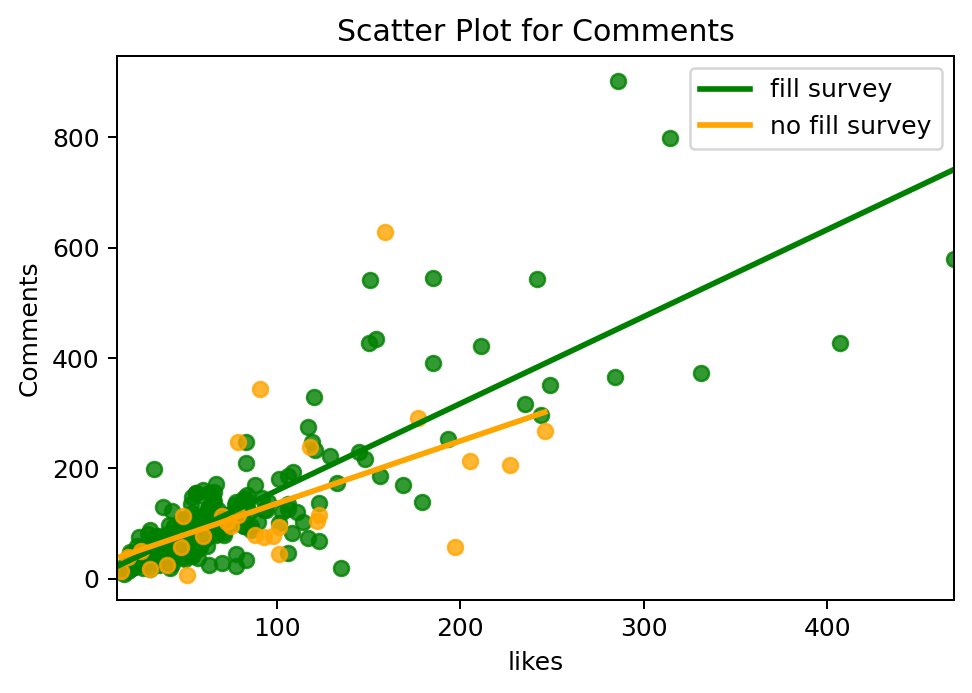 Scatter Plot for Comments
fill survey
no fill survey
Comments
800
600
400
200
0
100
200
300
400
likes